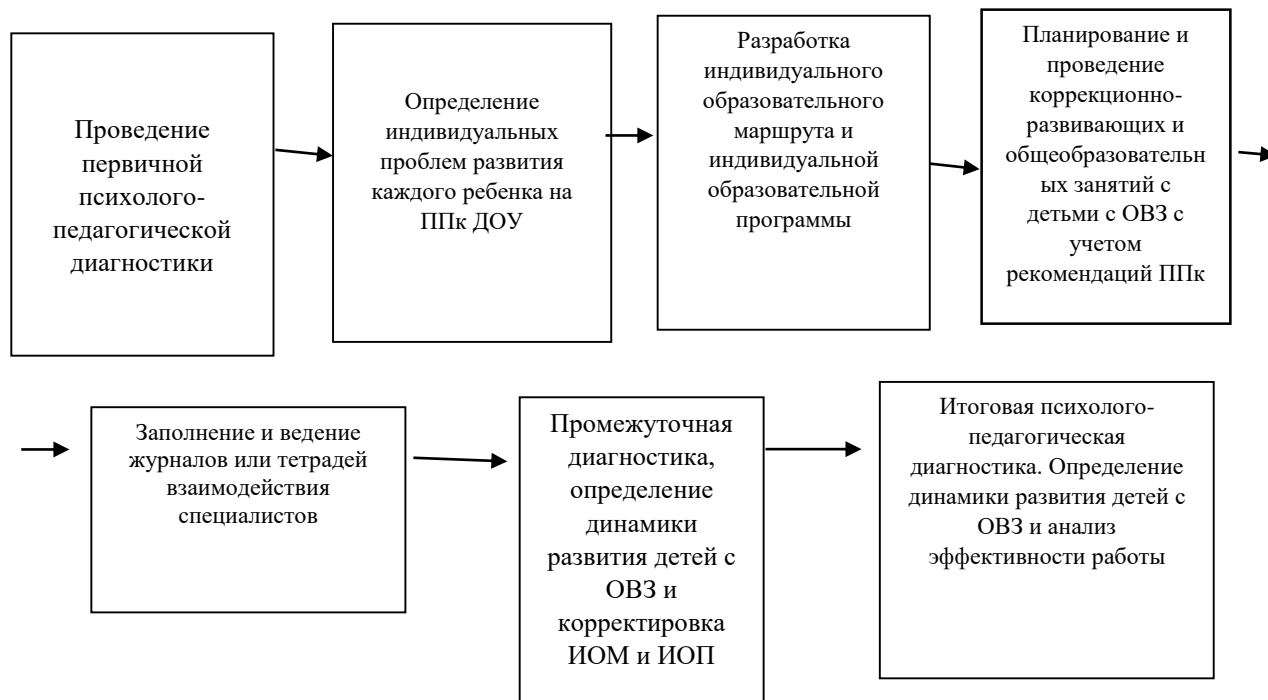 Проведение
первичной
психолого-
педагогической
диагностики
Определение
индивидуальных
проблем развития
каждого ребенка на
ППк ДОУ
Разработка
индивидуального
образовательного
маршрута и
индивидуальной
образовательной
программы
Планирование и
проведение
коррекционно-
развивающих и
общеобразовательн
ых занятий с
детьми с ОВЗ с
учетом
рекомендаций ППк
Заполнение и ведение
журналов или тетрадей
взаимодействия
специалистов
Промежуточная
диагностика,
определение
динамики
развития детей с
ОВЗ и
корректировка
ИОМ и ИОП
Итоговая психолого-
педагогическая
диагностика. Определение
динамики развития детей с
ОВЗ и анализ
эффективности работы